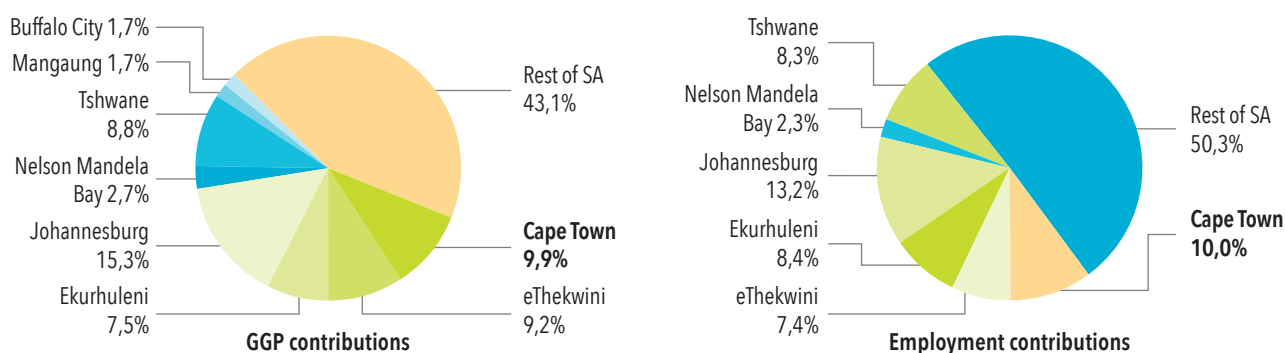 Buffalo City 1,7%
Mangaung 1,7%
Tshwane
8,8%
Nelson Mandela
Bay 2,7%
Johannesburg
15,3%
Ekurhuleni
7,5%
Rest of SA
43,1%
Cape Town
9,9%
eThekwini
9,2%
GGP contributions
Tshwane
8,3%
Nelson Mandela
Bay 2,3%
Johannesburg
13,2%
Ekurhuleni
8,4%
eThekwini
7,4%
Rest of SA
50,3%
Cape Town
10,0%
Employment contributions